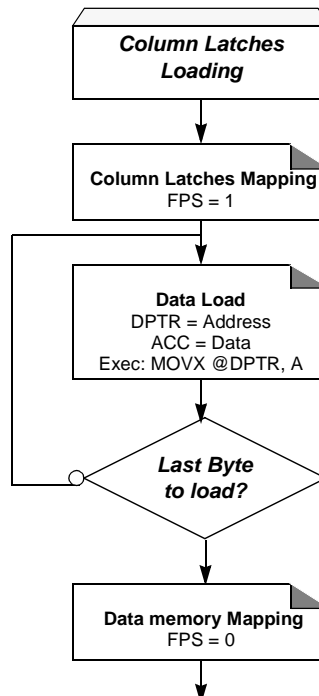 Column Latches
Loading
Column Latches Mapping
FPS = 1
Data Load
DPTR = Address
ACC = Data
Exec: MOVX @DPTR, A
Last Byte
to load?
Data memory Mapping
FPS = 0